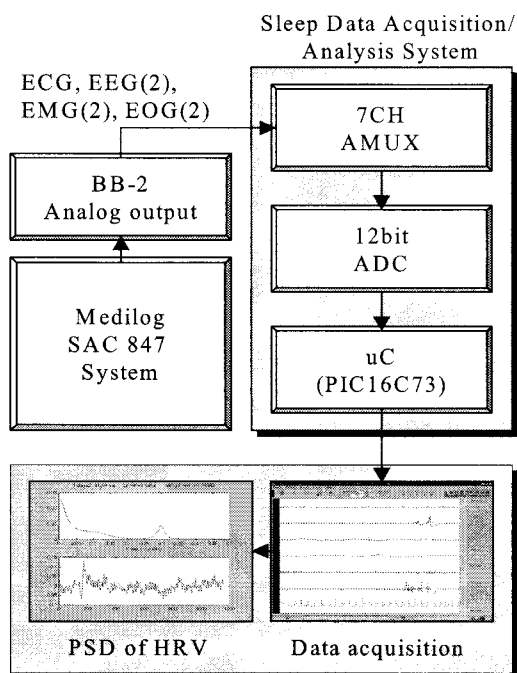 Sleep Data Acquisition/
Analysis System
ECG, EEG(2),
EMG(2), EOG(2)
7CH
AMUX
BB-2
Analog output
12bit
ADC
Medilog
SAC 847
System
uC
(PIC16C73)
PSD of HRV
Data acquisition